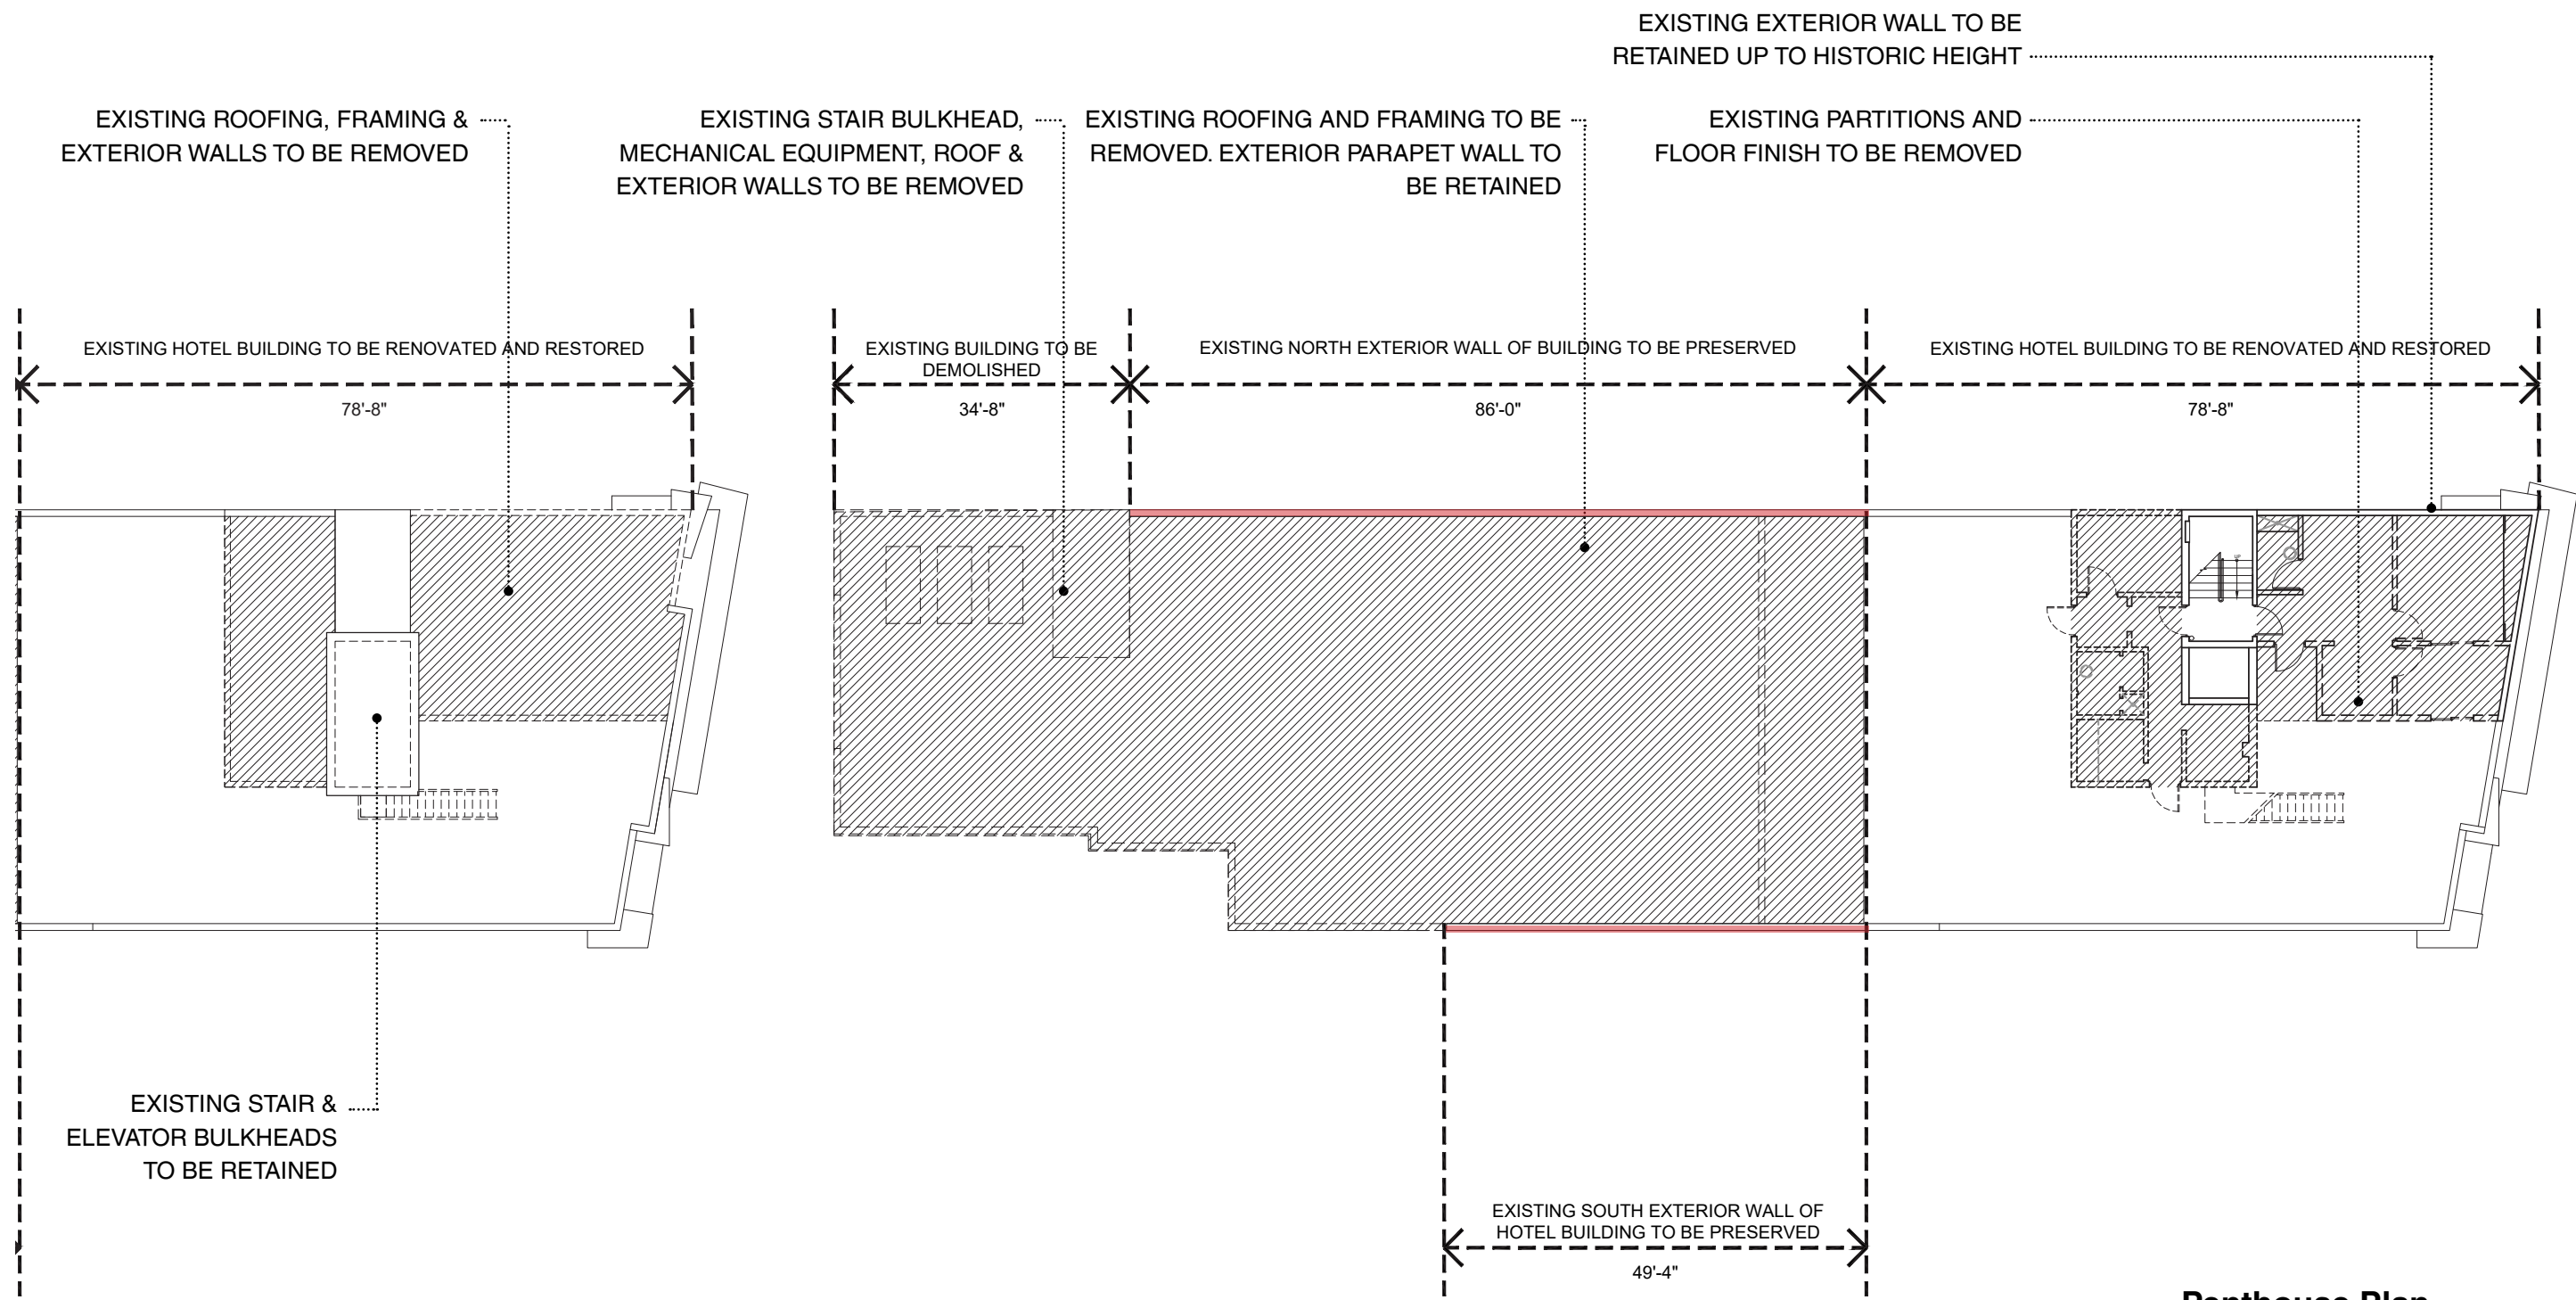 EXISTING EXTERIOR WALL TO BE
RETAINED UP TO HISTORIC HEIGHT
EXISTING ROOFING, FRAMING &
EXTERIOR WALLS TO BE REMOVED
EXISTING STAIR BULKHEAD,
MECHANICAL EQUIPMENT, ROOF &
EXTERIOR WALLS TO BE REMOVED
EXISTING ROOFING AND FRAMING TO BE
REMOVED. EXTERIOR PARAPET WALL TO
BE RETAINED
EXISTING PARTITIONS AND
FLOOR FINISH TO BE REMOVED
EXISTING HOTEL BUILDING TO BE RENOVATED AND RESTORED
78'-8"
EXISTING BUILDING TO BE
DEMOLISHED
34'-8"
EXISTING NORTH EXTERIOR WALL OF BUILDING TO BE PRESERVED
86'-0"
EXISTING HOTEL BUILDING TO BE RENOVATED AND RESTORED
78'-8"
EXISTING STAIR &
ELEVATOR BULKHEADS
TO BE RETAINED
EXISTING SOUTH EXTERIOR WALL OF
HOTEL BUILDING TO BE PRESERVED
49'-4"
Penthouse Plan